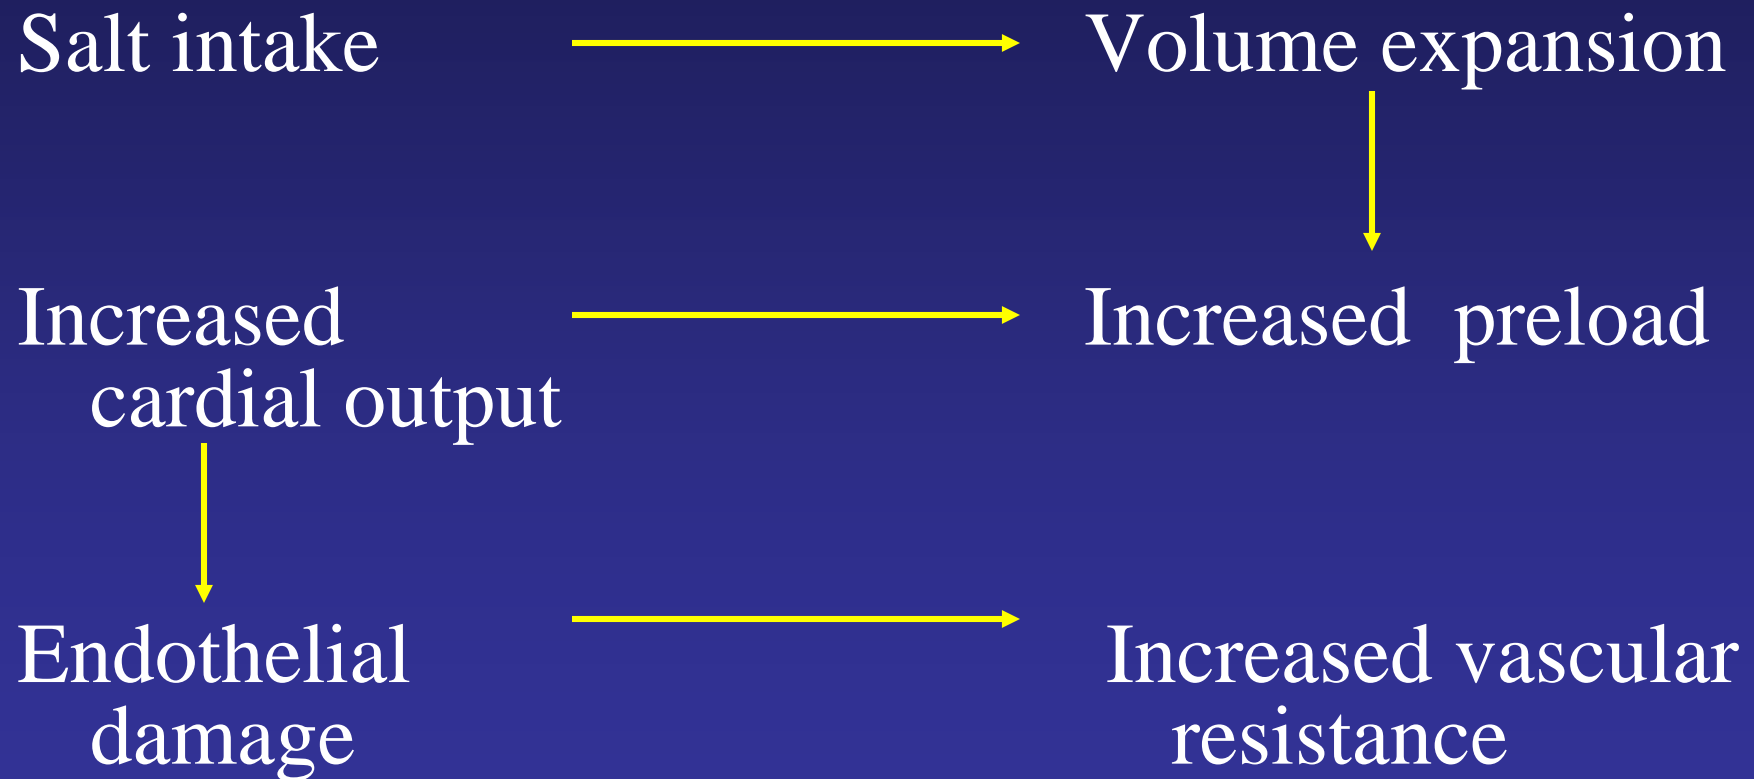 Salt intake
Volume expansion
Increased
cardial output
Increased  preload
Endothelial
damage
Increased vascular
resistance